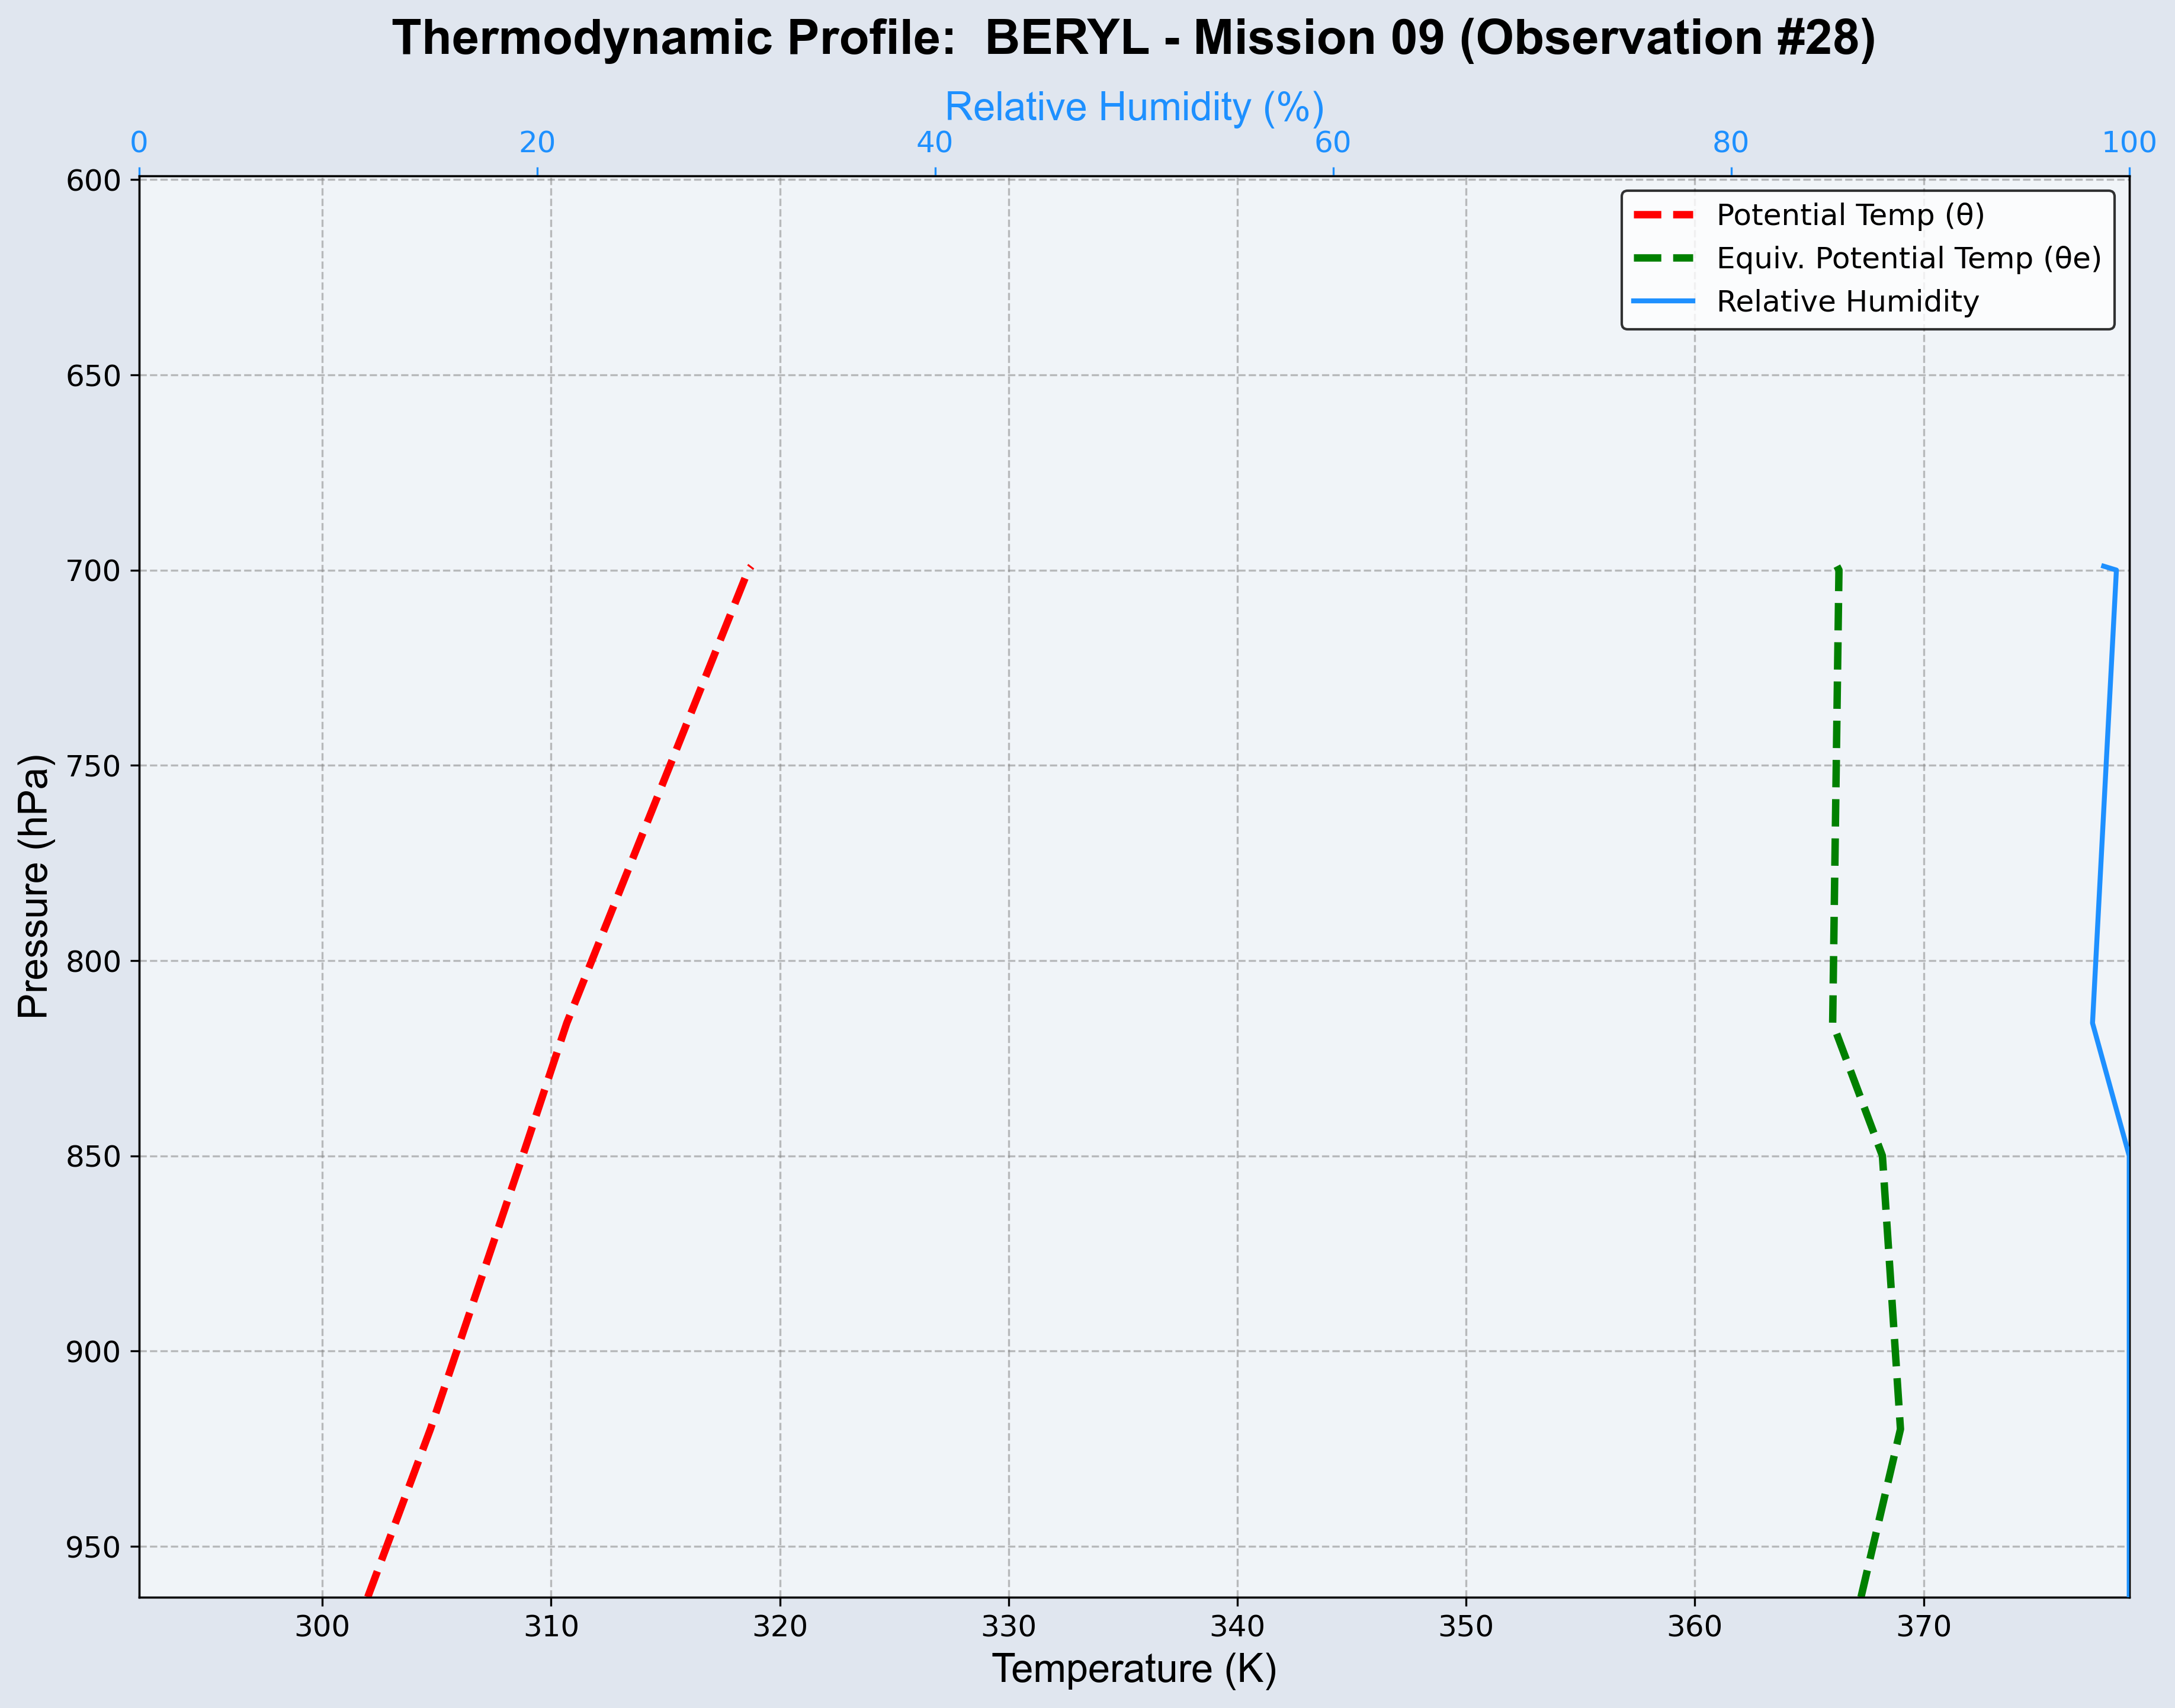 Thermodynamic Profile:  BERYL - Mission 09 (Observation #28)
Relative Humidity (%)
0 20 40 60 80 100
Potential Temp (θ)
Equiv. Potential Temp (θe)
Relative Humidity
Pressure (hPa)
600
650
700
750
800
850
900
950
300 310 320 330 340 350 360 370
Temperature (K)